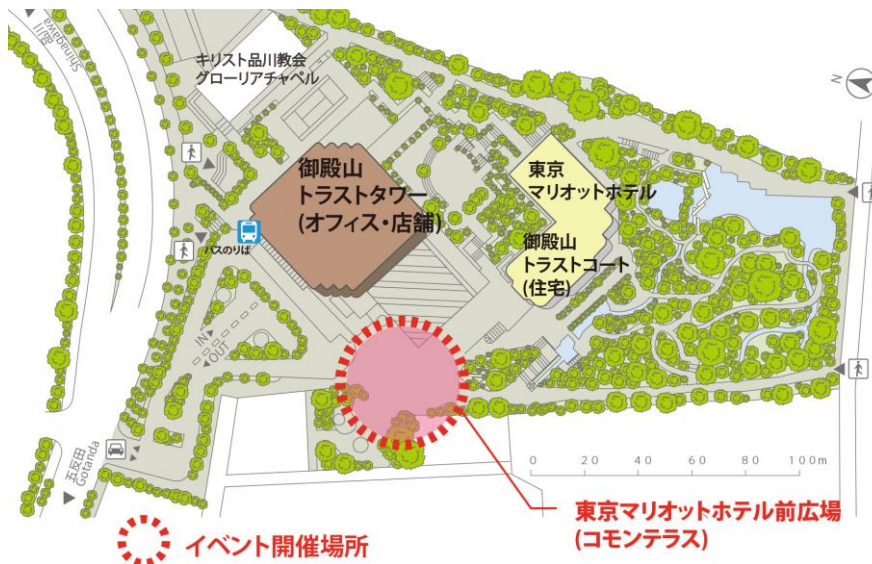 品川
Shinagawa
キリスト品川教会
グローリアチャペル
N
御殿山
トラストタワー
(オフィス・店舗)
東京
マリオットホテル
御殿山
トラストコート
(住宅)
バスのりば
IN
OUT
五反田
Gotanda
0 20 40 60 80 100m
東京マリオットホテル前広場
(コモンテラス)
イベント開催場所